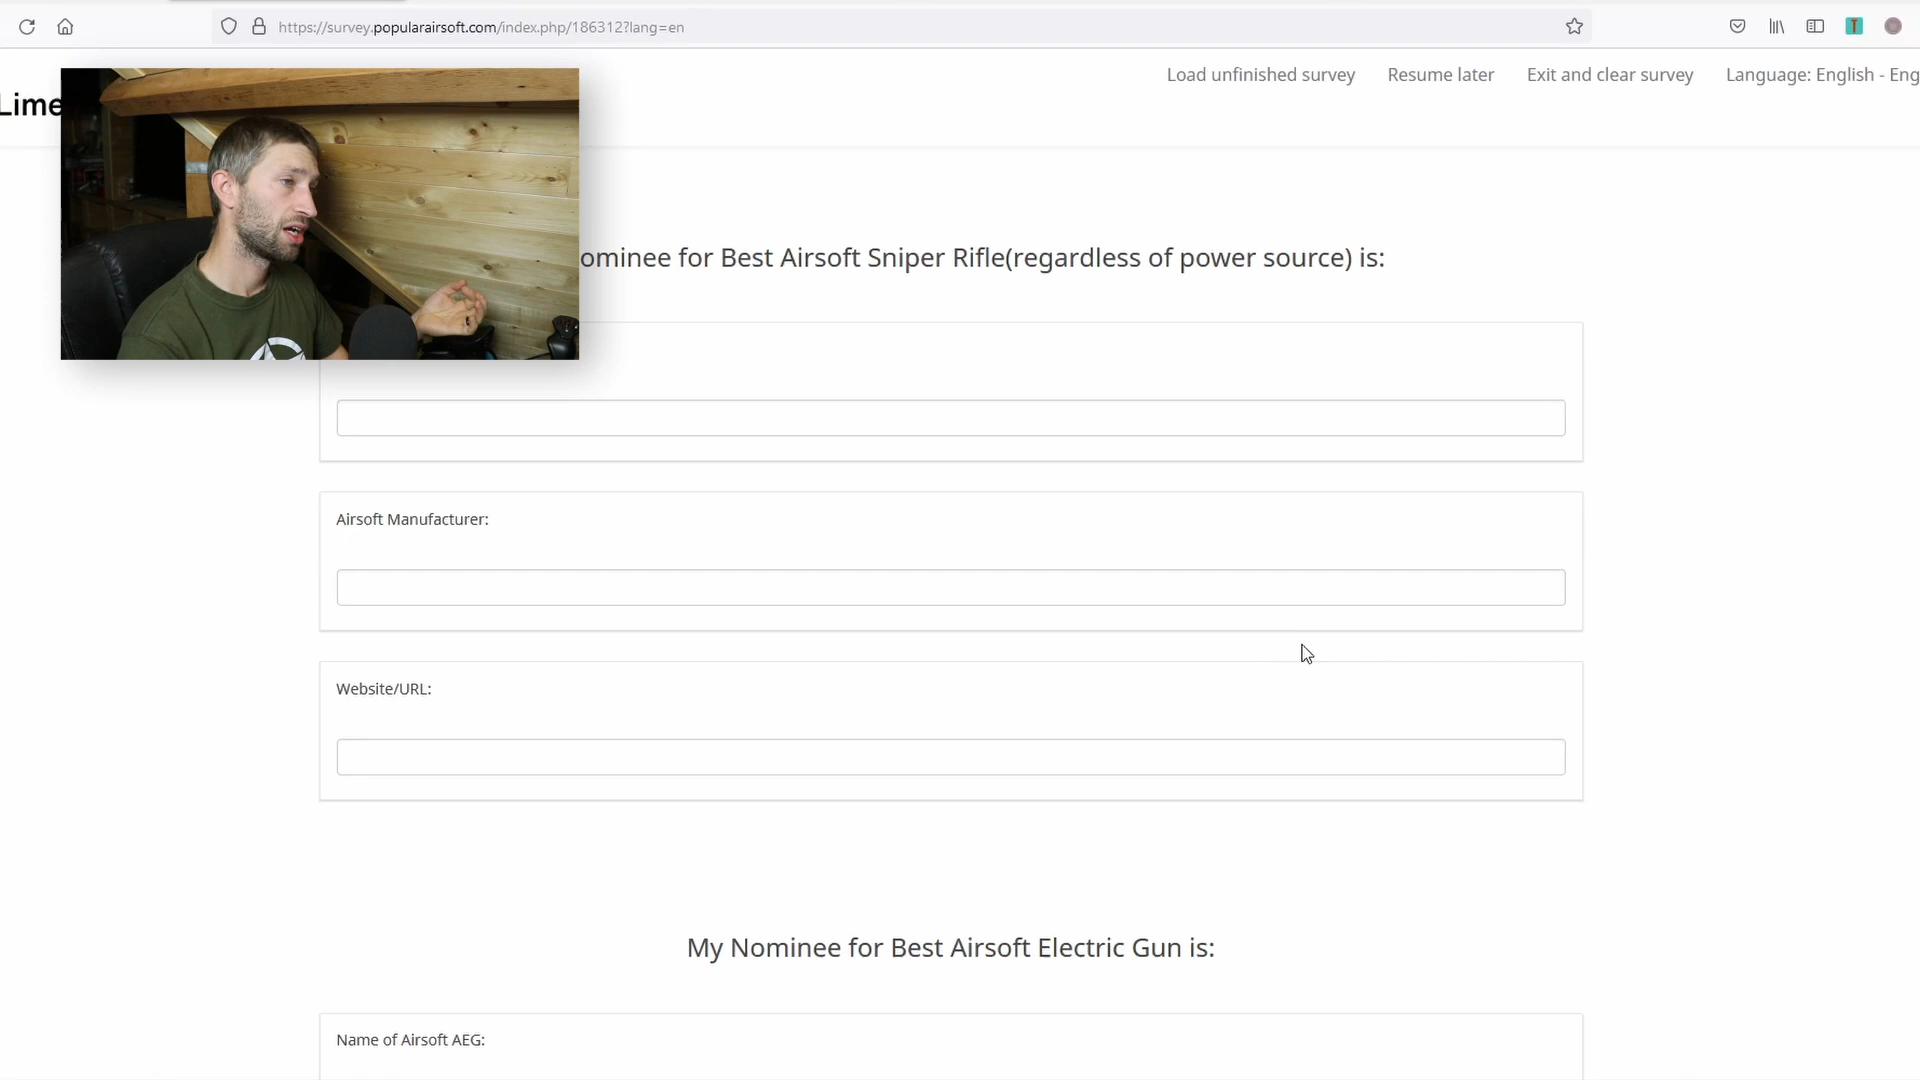 https://survey.popularairsoft.com/index.php/186312?lang=en
Load unfinished survey
Resume later
Exit and clear survey
Language: English - Eng
Lime
ominee for Best Airsoft Sniper Rifle(regardless of power source) is:
Airsoft Manufacturer:
Website/URL:
My Nominee for Best Airsoft Electric Gun is:
Name of Airsoft AEG: